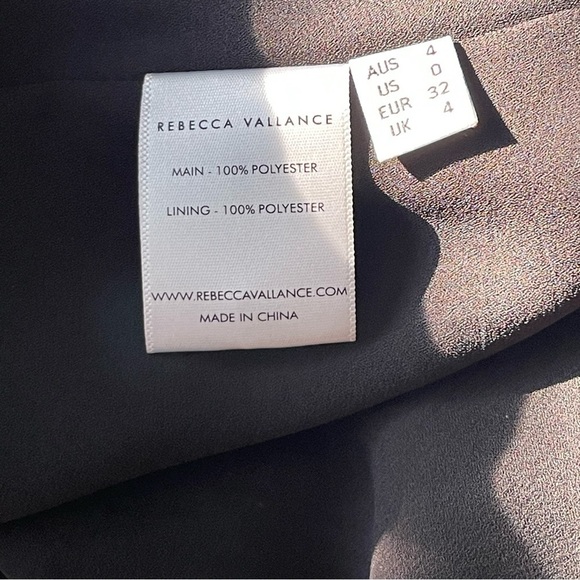 REBECCA VALLANCE
MAIN - 100% POLYESTER
LINING - 100% POLYESTER
WWW.REBECCAVALLANCE.COM
MADE IN CHINA
AUS 4
US 0
EUR 32
UK 4